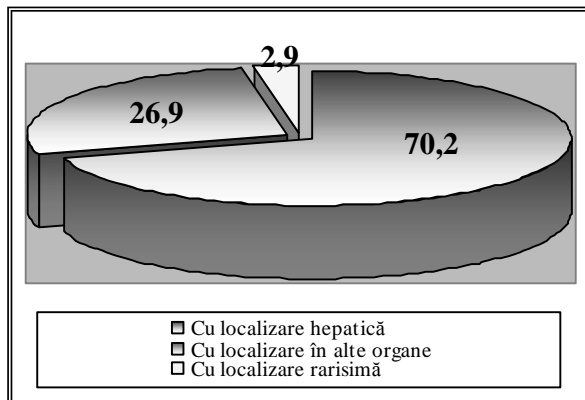 2,9
26,9
70,2
Cu localizare hepatică
Cu localizare în alte organe
Cu localizare rarisimă